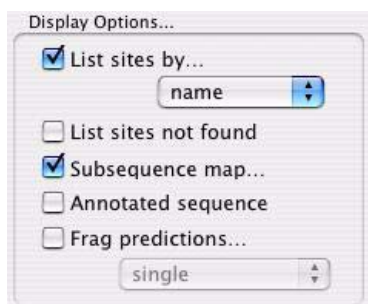 Display Options...
List sites by...
name
List sites not found
Subsequence map...
Annotated sequence
Frag predictions...
single